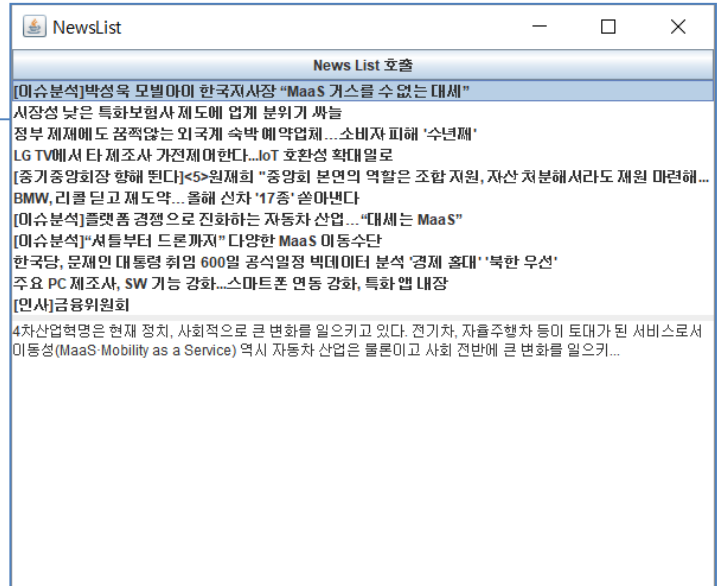 NewsList
News List 호출
[이슈분석]박성욱 모빌아이 한국지사장 “MaaS 거스를 수 없는 대세”
시장성 낮은 특화보험사 제도에 업계 분위기 싸늘
정부 제재에도 꿈쩍않는 외국계 숙박 예약업체…소비자 피해 '수년째'
LG TV에서 타 제조사 가전제어한다...IoT 호환성 확대일로
[중기중앙회장 향해 뛴다]<5>원재희 "중앙회 본연의 역할은 조합 지원, 자산 처분해서라도 재원 마련해...
BMW, 리콜 딛고 제도약… 올해 신차 '17종' 쏟아낸다
[이슈분석]플랫폼 경쟁으로 진화하는 자동차 산업…“대세는 MaaS”
[이슈분석]“셔틀부터 드론까지” 다양한 MaaS 이동수단
한국당, 문재인 대통령 취임 600일 공식일정 빅데이터 분석 '경제 홀대' '북한 우선'
주요 PC 제조사, SW 기능 강화...스마트폰 연동 강화, 특화 앱 내장
[인사]금융위원회
4차산업혁명은 현재 정치, 사회적으로 큰 변화를 일으키고 있다. 전기차, 자율주행차 등이 토대가 된 서비스로서
이동성(MaaS·Mobility as a Service) 역시 자동차 산업은 물론이고 사회 전반에 큰 변화를 일으키...